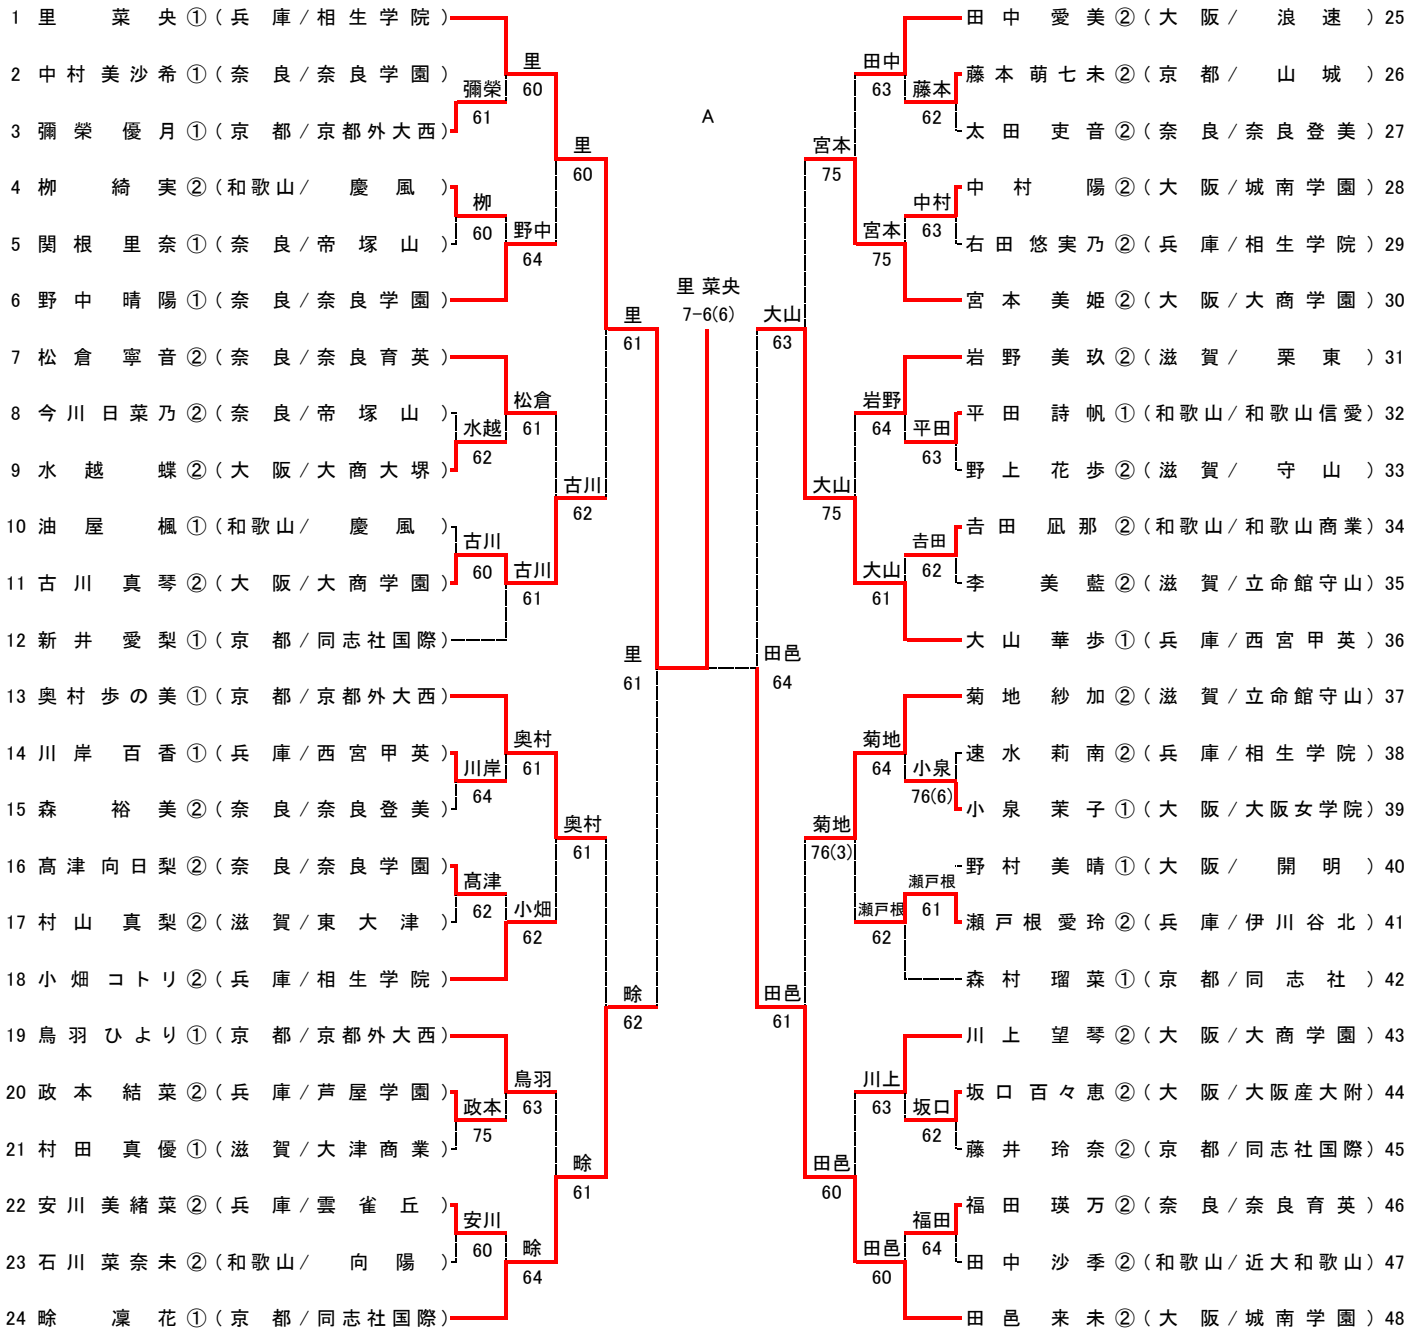 1 里 菜 央 ① ( 兵 庫 / 相 生 学 院 )
2 中 村 美 沙 希 ① ( 奈 良 / 奈 良 学 園 )
3 彌 榮 優 月 ① ( 京 都 / 京 都 外 大 西 )
4 栁 綺 実 ② ( 和 歌 山 / 慶 風 )
5 関 根 里 奈 ① ( 奈 良 / 帝 塚 山 )
6 野 中 晴 陽 ① ( 奈 良 / 奈 良 学 園 )
7 松 倉 寧 音 ② ( 奈 良 / 奈 良 育 英 )
8 今 川 日 菜 乃 ② ( 奈 良 / 帝 塚 山 )
9 水 越 蝶 ② ( 大 阪 / 大 商 大 堺 )
10 油 屋 楓 ① ( 和 歌 山 / 慶 風 )
11 古 川 真 琴 ② ( 大 阪 / 大 商 学 園 )
12 新 井 愛 梨 ① ( 京 都 / 同 志 社 国 際 )
13 奥 村 歩 の 美 ① ( 京 都 / 京 都 外 大 西 )
14 川 岸 百 香 ① ( 兵 庫 / 西 宮 甲 英 )
15 森 裕 美 ② ( 奈 良 / 奈 良 登 美 )
16 髙 津 向 日 梨 ② ( 奈 良 / 奈 良 学 園 )
17 村 山 真 梨 ② ( 滋 賀 / 東 大 津 )
18 小 畑 コ ト リ ② ( 兵 庫 / 相 生 学 院 )
19 鳥 羽 ひ よ り ① ( 京 都 / 京 都 外 大 西 )
20 政 本 結 菜 ② ( 兵 庫 / 芦 屋 学 園 )
21 村 田 真 優 ① ( 滋 賀 / 大 津 商 業 )
22 安 川 美 緒 菜 ② ( 兵 庫 / 雲 雀 丘 )
23 石 川 菜 奈 未 ② ( 和 歌 山 / 向 陽 )
24 畭 凜 花 ① ( 京 都 / 同 志 社 国 際 )
彌榮
61
栁
60
水越
62
古川
60
川岸
64
髙津
62
政本
75
安川
60
里
60
野中
64
松倉
61
古川
61
奥村
61
小畑
62
鳥羽
63
畭
64
里
60
古川
62
奥村
61
畭
61
里
61
畭
62
里
61
A
里 菜央
7-6(6)
田邑
64
大山
63
田邑
61
宮本
75
大山
75
菊地
76(3)
田邑
60
田中
63
宮本
75
岩野
64
大山
61
菊地
64
瀬戸根
62
川上
63
田邑
60
藤本
62
中村
63
平田
63
𠮷田
62
小泉
76(6)
瀬戸根
61
坂口
62
福田
64
田 中 愛 美 ② ( 大 阪 / 浪 速 ) 25
藤 本 萌 七 未 ② ( 京 都 / 山 城 ) 26
太 田 吏 音 ② ( 奈 良 / 奈 良 登 美 ) 27
中 村 陽 ② ( 大 阪 / 城 南 学 園 ) 28
右 田 悠 実 乃 ② ( 兵 庫 / 相 生 学 院 ) 29
宮 本 美 姫 ② ( 大 阪 / 大 商 学 園 ) 30
岩 野 美 玖 ② ( 滋 賀 / 栗 東 ) 31
平 田 詩 帆 ① ( 和 歌 山 / 和 歌 山 信 愛 ) 32
野 上 花 歩 ② ( 滋 賀 / 守 山 ) 33
𠮷 田 凪 那 ② ( 和 歌 山 / 和 歌 山 商 業 ) 34
李 美 藍 ② ( 滋 賀 / 立 命 館 守 山 ) 35
大 山 華 歩 ① ( 兵 庫 / 西 宮 甲 英 ) 36
菊 地 紗 加 ② ( 滋 賀 / 立 命 館 守 山 ) 37
速 水 莉 南 ② ( 兵 庫 / 相 生 学 院 ) 38
小 泉 茉 子 ① ( 大 阪 / 大 阪 女 学 院 ) 39
野 村 美 晴 ① ( 大 阪 / 開 明 ) 40
瀬 戸 根 愛 玲 ② ( 兵 庫 / 伊 川 谷 北 ) 41
森 村 瑠 菜 ① ( 京 都 / 同 志 社 ) 42
川 上 望 琴 ② ( 大 阪 / 大 商 学 園 ) 43
坂 口 百 々 恵 ② ( 大 阪 / 大 阪 産 大 附 ) 44
藤 井 玲 奈 ② ( 京 都 / 同 志 社 国 際 ) 45
福 田 瑛 万 ② ( 奈 良 / 奈 良 育 英 ) 46
田 中 沙 季 ② ( 和 歌 山 / 近 大 和 歌 山 ) 47
田 邑 来 未 ② ( 大 阪 / 城 南 学 園 ) 48